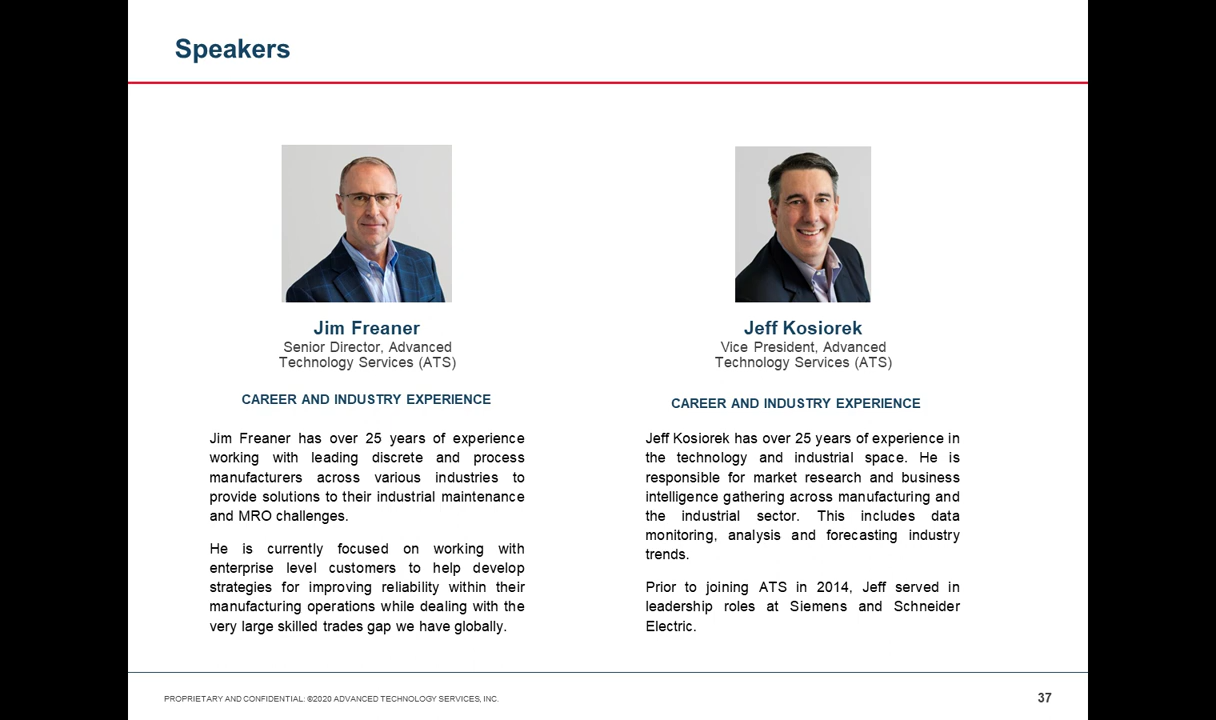 Speakers
Jim Freaner
Senior Director, Advanced
Technology Services (ATS)
CAREER AND INDUSTRY EXPERIENCE
Jim Freaner has over 25 years of experience
working with leading discrete and process
manufacturers across various industries to
provide solutions to their industrial maintenance
and MRO challenges.
He is currently focused on working with
enterprise level customers to help develop
strategies for improving reliability within their
manufacturing operations while dealing with the
very large skilled trades gap we have globally.
Jeff Kosiorek
Vice President, Advanced
Technology Services (ATS)
CAREER AND INDUSTRY EXPERIENCE
Jeff Kosiorek has over 25 years of experience in
the technology and industrial space. He is
responsible for market research and business
intelligence gathering across manufacturing and
the industrial sector. This includes data
monitoring, analysis and forecasting industry
trends.
Prior to joining ATS in 2014, Jeff served in
leadership roles at Siemens and Schneider
Electric.
PROPRIETARY AND CONFIDENTIAL: ©2020 ADVANCED TECHNOLOGY SERVICES, INC.
37